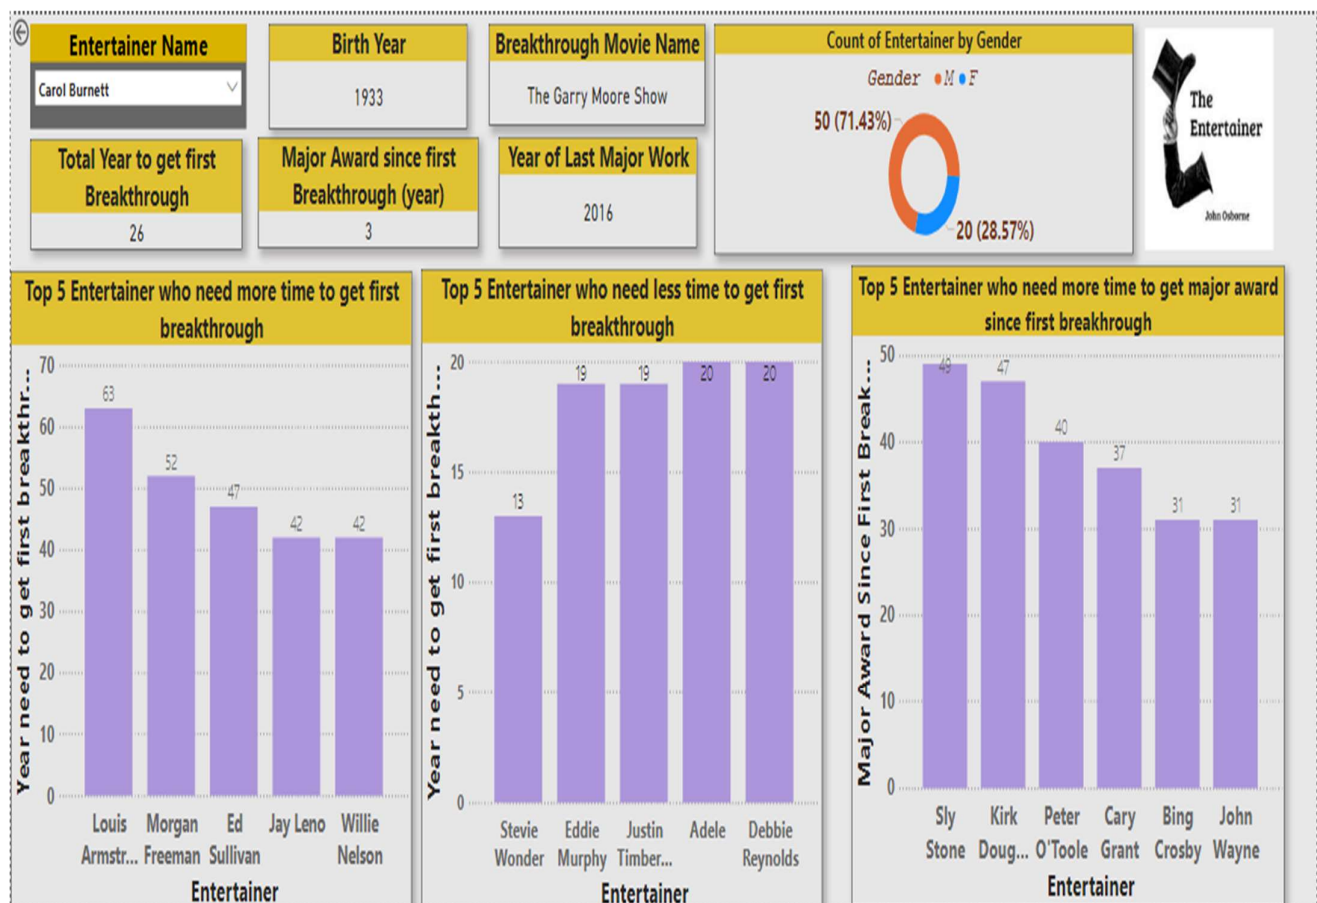 Entertainer Name
Carol Burnett
Birth Year
1933
Breakthrough Movie Name
The Garry Moore Show
Count of Entertainer by Gender
Gender M F
50 (71.43%)
20 (28.57%)
The
Entertainer
John Osborne
Total Year to get first
Breakthrough
26
Major Award since first
Breakthrough (year)
3
Year of Last Major Work
2016
Top 5 Entertainer who need more time to get first
breakthrough
Year need to get first breakthr...
70
60
50
40
30
20
10
0
63
52
47
42
42
Louis
Armstr...
Morgan
Freeman
Ed
Sullivan
Jay Leno
Willie
Nelson
Entertainer
Top 5 Entertainer who need less time to get first
breakthrough
Year need to get first breakth...
20
15
10
5
0
13
19
19
20
20
Stevie
Wonder
Eddie
Murphy
Justin
Timber...
Adele
Debbie
Reynolds
Entertainer
Top 5 Entertainer who need more time to get major award
since first breakhrough
Major Award Since First Break...
50
40
30
20
10
0
49
47
40
37
31
31
Sly
Stone
Kirk
Doug...
Peter
O'Toole
Cary
Grant
Bing
Crosby
John
Wayne
Entertainer